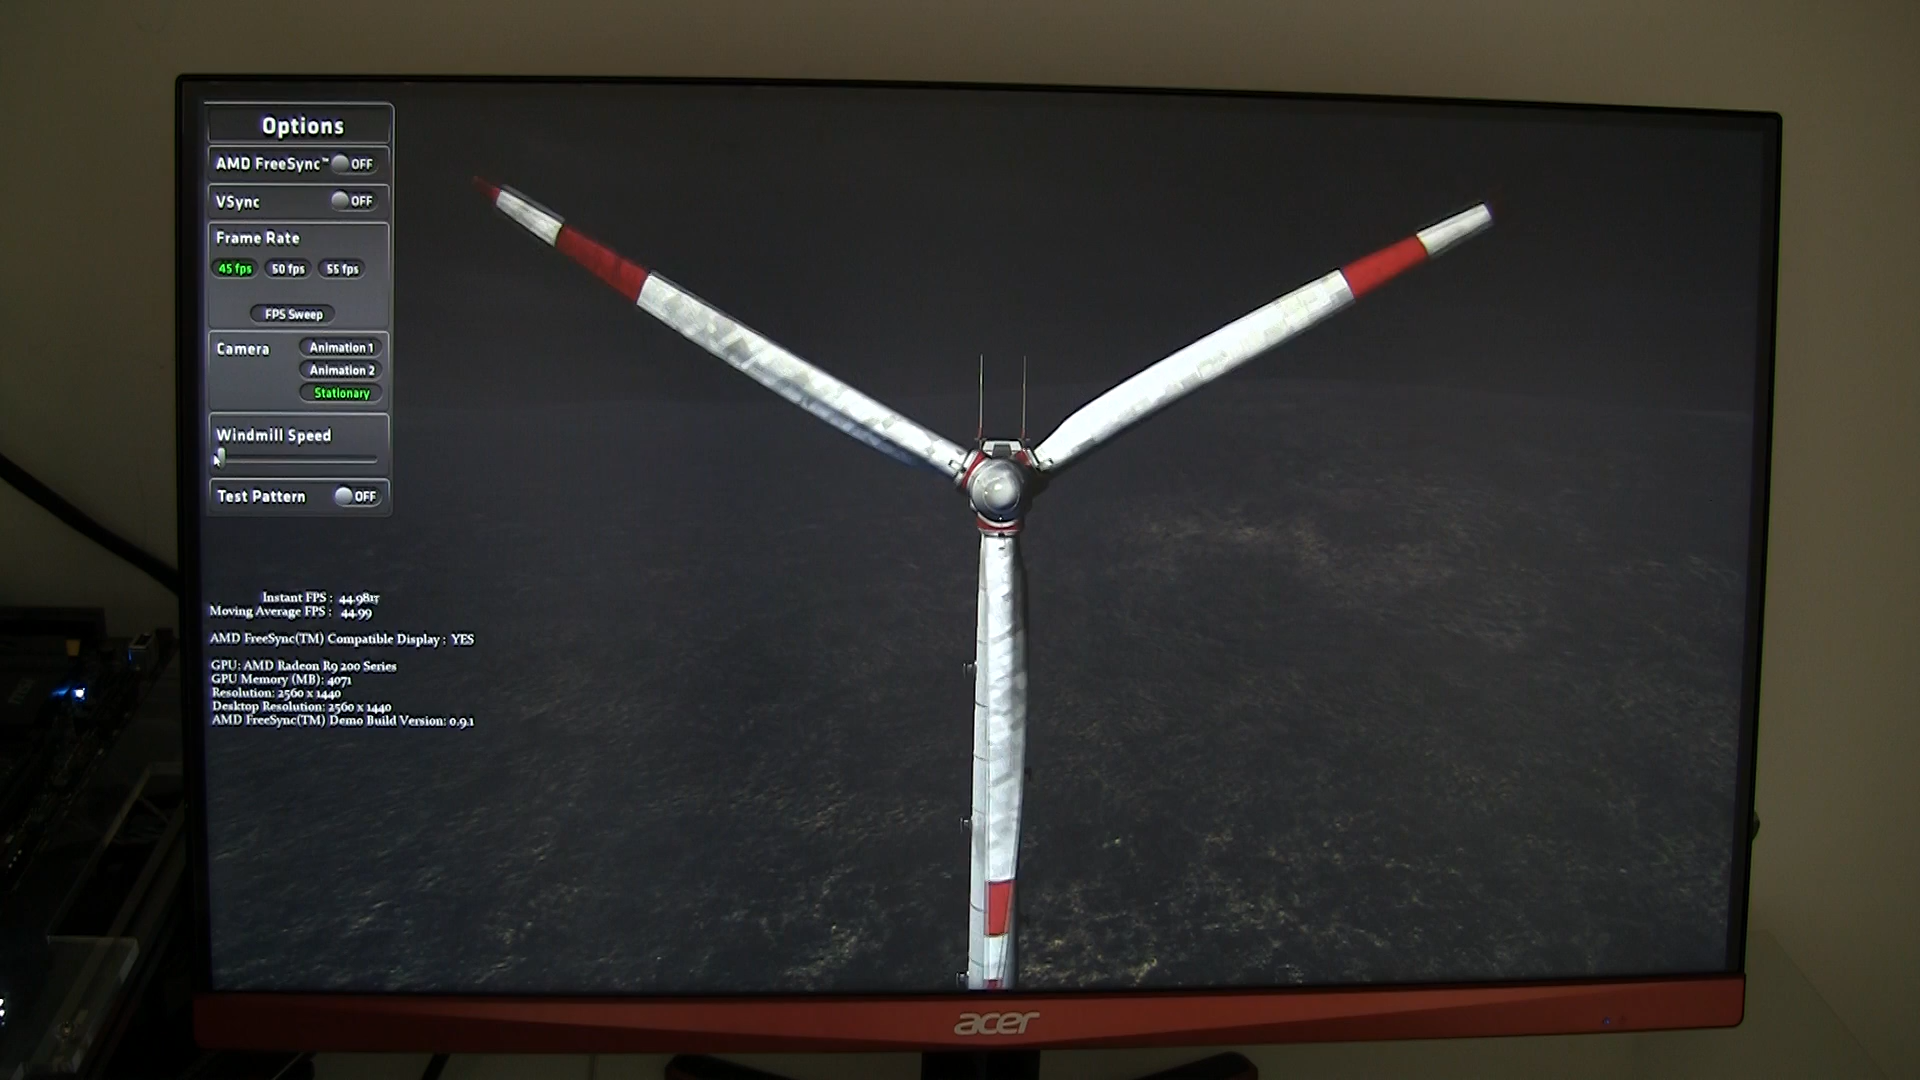 Options
AMD FreeSync™ OFF
VSync OFF
Frame Rate
45 fps 50 fps 55 fps
FPS Sweep
Camera Animation 1
Animation 2
Stationary
Windmill Speed
Test Pattern OFF
Instant FPS : 44.9817
Moving Average FPS : 44.99
AMD FreeSync(TM) Compatible Display : YES
GPU: AMD Radeon R9 200 Series
GPU Memory (MB): 4071
Resolution: 2560 x 1440
Desktop Resolution: 2560 x 1440
AMD FreeSync(TM) Demo Build Version: 0.9.1
acer